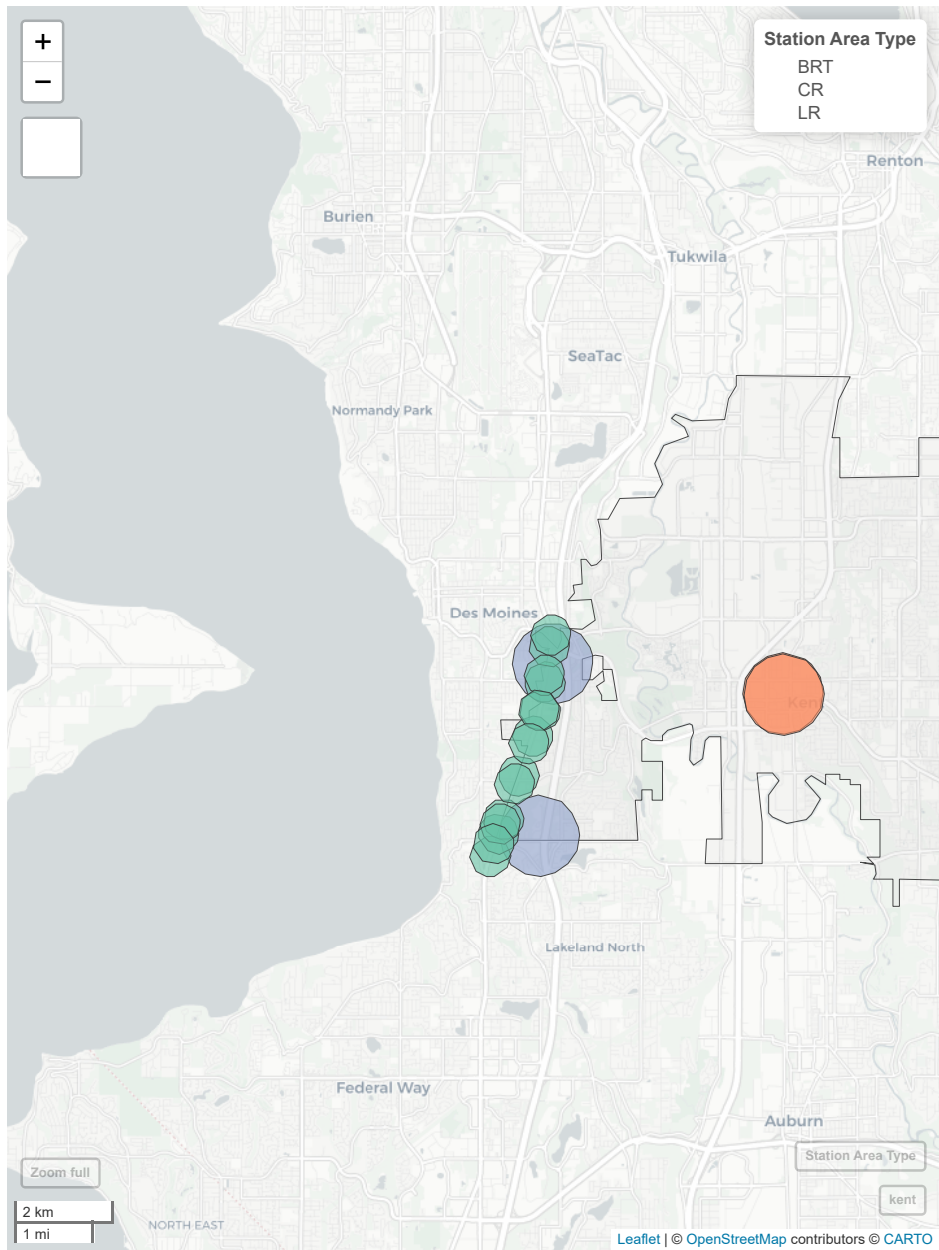 +
−
Station Area Type
BRT
CR
LR
Renton
Burien
Tukwila
SeaTac
Normandy Park
Des Moines
Kent
Lakeland North
Federal Way
Auburn
Station Area Type
Zoom full
kent
2 km
1 mi
NORTH EAST
Leaflet | © OpenStreetMap contributors © CARTO